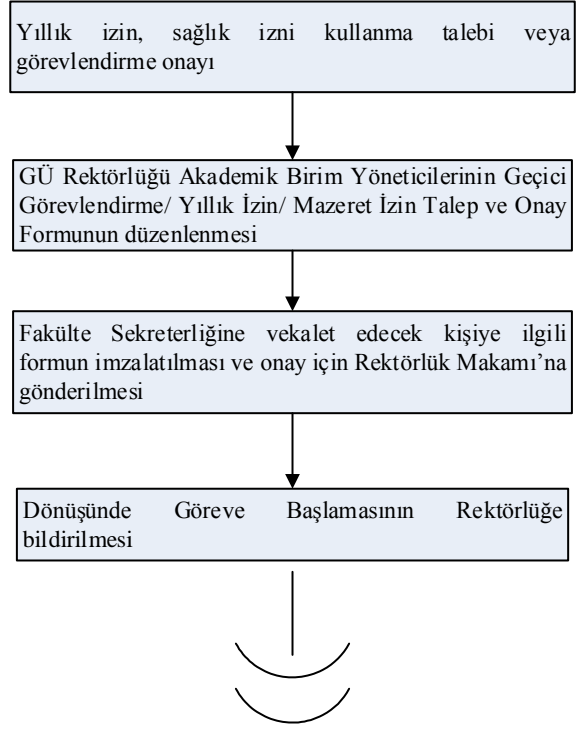 Yıllık izin, sağlık izni kullanma talebi veya
görevlendirme onayı
GÜ Rektörlüğü Akademik Birim Yöneticilerinin Geçici
Görevlendirme/ Yıllık İzin/ Mazeret İzin Talep ve Onay
Formunun düzenlenmesi
Fakülte Sekreterliğine vekalet edecek kişiye ilgili
formun imzalatılması ve onay için Rektörlük Makamı’na
gönderilmesi
Dönüşünde Göreve Başlamasının Rektörlüğe
bildirilmesi